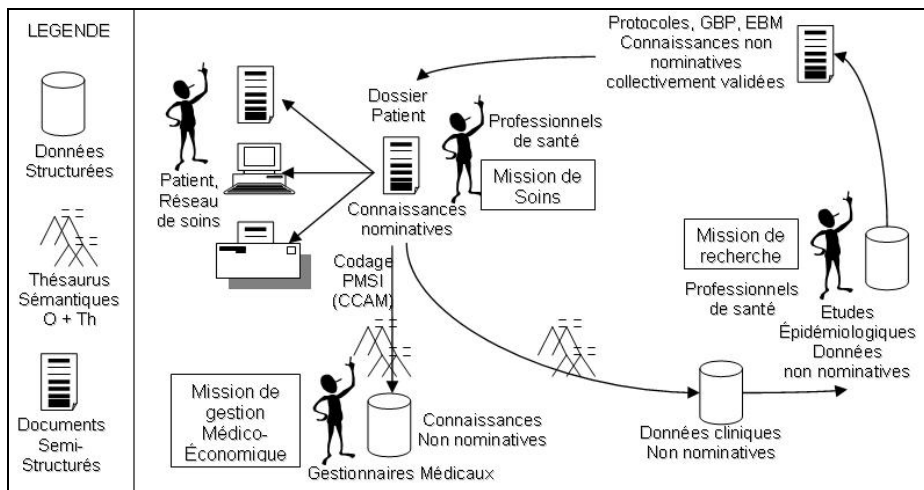 LEGENDE
Données
Structurées
Thésaurus
Sémantiques
O + Th
Documents
Semi-
Structurés
Protocoles, GBP, EBM
Connaissances non
nominatives
collectivement validées
Dossier
Patient
Professionnels
de santé
Mission de
Soins
Patient,
Réseau
de soins
Connaissances
nominatives
Codage
PMSI
(CCAM)
Mission de
recherche
Professionnels
de santé
Etudes
Épidémiologiques
Données
non nominatives
Mission de
gestion
Médico-
Économique
Connaissances
Non nominatives
Gestionnaires Médicaux
Données cliniques
Non nominatives